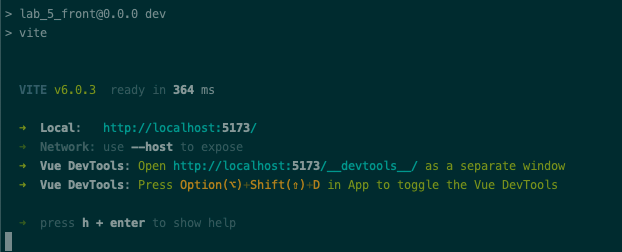 > lab_5_front@0.0.0 dev
> vite
VITE v6.0.3 ready in 364 ms
➜ Local: http://localhost:5173/
➜ Network: use --host to expose
➜ Vue DevTools: Open http://localhost:5173/__devtools__/ as a separate window
➜ Vue DevTools: Press Option(⌥)+Shift(⇧)+D in App to toggle the Vue DevTools
➜ press h + enter to show help